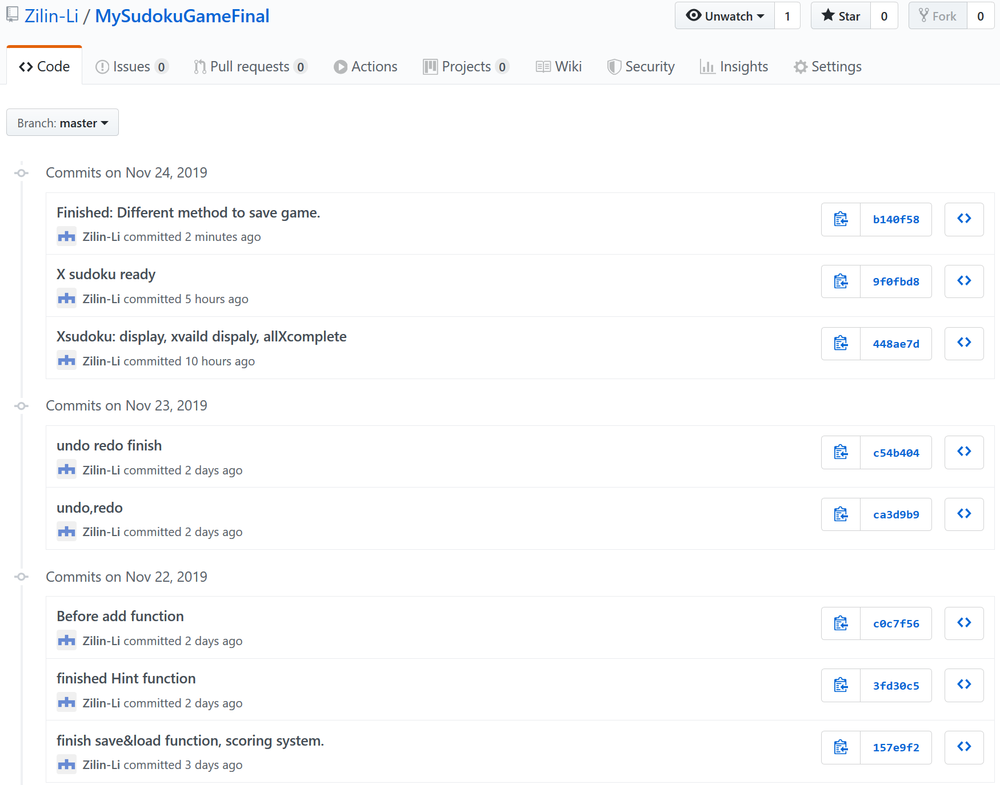 Zilin-Li / MySudokuGameFinal
Unwatch 1 Star 0 Fork 0
Code Issues 0 Pull requests 0 Actions Projects 0 Wiki Security Insights Settings
Branch: master
Commits on Nov 24, 2019
Finished: Different method to save game.
b140f58
Zilin-Li committed 2 minutes ago
X sudoku ready
9f0fbd8
Zilin-Li committed 5 hours ago
Xsudoku: display, xvaild dispaly, allXcomplete
448ae7d
Zilin-Li committed 10 hours ago
Commits on Nov 23, 2019
undo redo finish
c54b404
Zilin-Li committed 2 days ago
undo,redo
ca3d9b9
Zilin-Li committed 2 days ago
Commits on Nov 22, 2019
Before add function
c0c7f56
Zilin-Li committed 2 days ago
finished Hint function
3fd30c5
Zilin-Li committed 2 days ago
finish save&load function, scoring system.
157e9f2
Zilin-Li committed 3 days ago